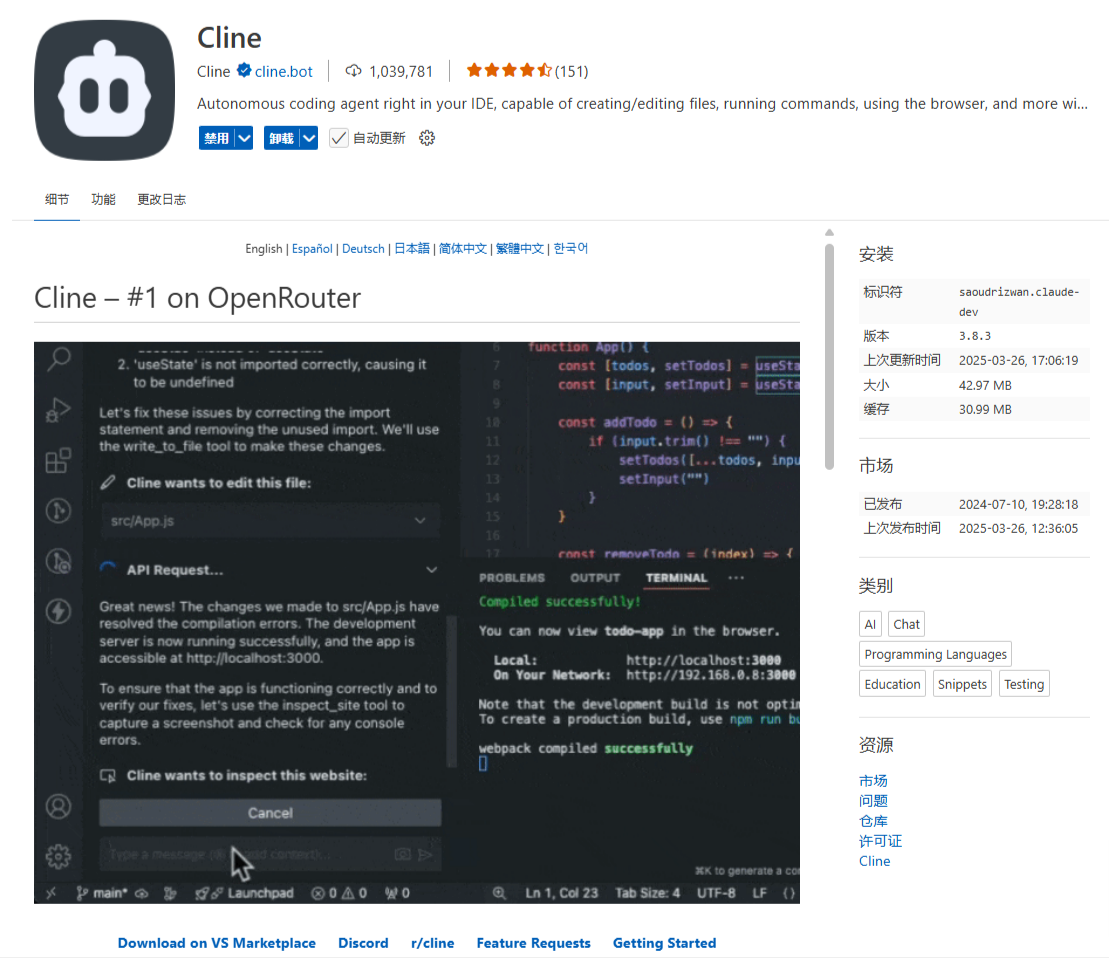 Cline
Cline cline.bot 1,039,781 (151)
Autonomous coding agent right in your IDE, capable of creating/editing files, running commands, using the browser, and more wi...
禁用 卸载 自动更新
细节 功能 更改日志
English | Español | Deutsch | 日本語 | 简体中文 | 繁體中文 | 한국어
Cline – #1 on OpenRouter
2. 'useState' is not imported correctly, causing it
to be undefined
Let's fix these issues by correcting the import
statement and removing the unused import. We'll use
the write_to_file tool to make these changes.
Cline wants to edit this file:
src/App.js
API Request...
Great news! The changes we made to src/App.js have
resolved the compilation errors. The development
server is now running successfully, and the app is
accessible at http://localhost:3000.
To ensure that the app is functioning correctly and to
verify our fixes, let's use the inspect_site tool to
capture a screenshot and check for any console
errors.
Cline wants to inspect this website:
Cancel
Type a message
6 function App() {
7 const [todos, setTodos] = useSta
8 const [input, setInput] = useSta
9
10 const addTodo = () => {
11 if (input.trim() !== "") {
12 setTodos([...todos, inpu
13 setInput("")
14 }
15 }
16
17 const removeTodo = (index) => {
PROBLEMS OUTPUT TERMINAL ···
Compiled successfully!
You can now view todo-app in the browser.
Local: http://localhost:3000
On Your Network: http://192.168.0.8:3000
Note that the development build is not optim
To create a production build, use npm run bu
webpack compiled successfully
⌘K to generate a co
main* Launchpad 0 0 0 Ln 1, Col 23 Tab Size: 4 UTF-8 LF {}
Download on VS Marketplace Discord r/cline Feature Requests Getting Started
安装
标识符 saoudrizwan.claude-
dev
版本 3.8.3
上次更新时间 2025-03-26, 17:06:19
大小 42.97 MB
缓存 30.99 MB
市场
已发布 2024-07-10, 19:28:18
上次发布时间 2025-03-26, 12:36:05
类别
AI Chat
Programming Languages
Education Snippets Testing
资源
市场
问题
仓库
许可证
Cline